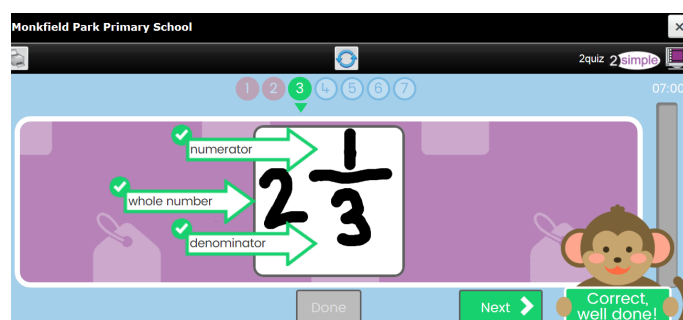 Monkfield Park Primary School
2quiz 2simple
1 2 3 4 5 6 7
07:00
numerator
whole number
denominator
2 1/3
Done
Next
Correct,
well done!